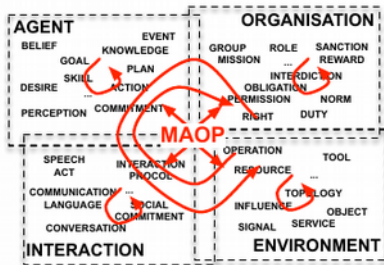 AGENT
BELIEF
EVENT
KNOWLEDGE
GOAL
SKILL
PLAN
...
DESIRE
ACTION
PERCEPTION
COMMITMENT
ORGANISATION
GROUP
ROLE
SANCTION
MISSION
REWARD
...
INTERDICTION
OBLIGATION
PERMISSION
NORM
RIGHT
DUTY
MAOP
SPEECH
ACT
INTERACTION
PROCOL
...
COMMUNICATION
LANGUAGE
SOCIAL
COMMITMENT
CONVERSATION
INTERACTION
OPERATION
TOOL
RESOURCE
...
TOPOLOGY
INFLUENCE
OBJECT
SERVICE
SIGNAL
ENVIRONMENT